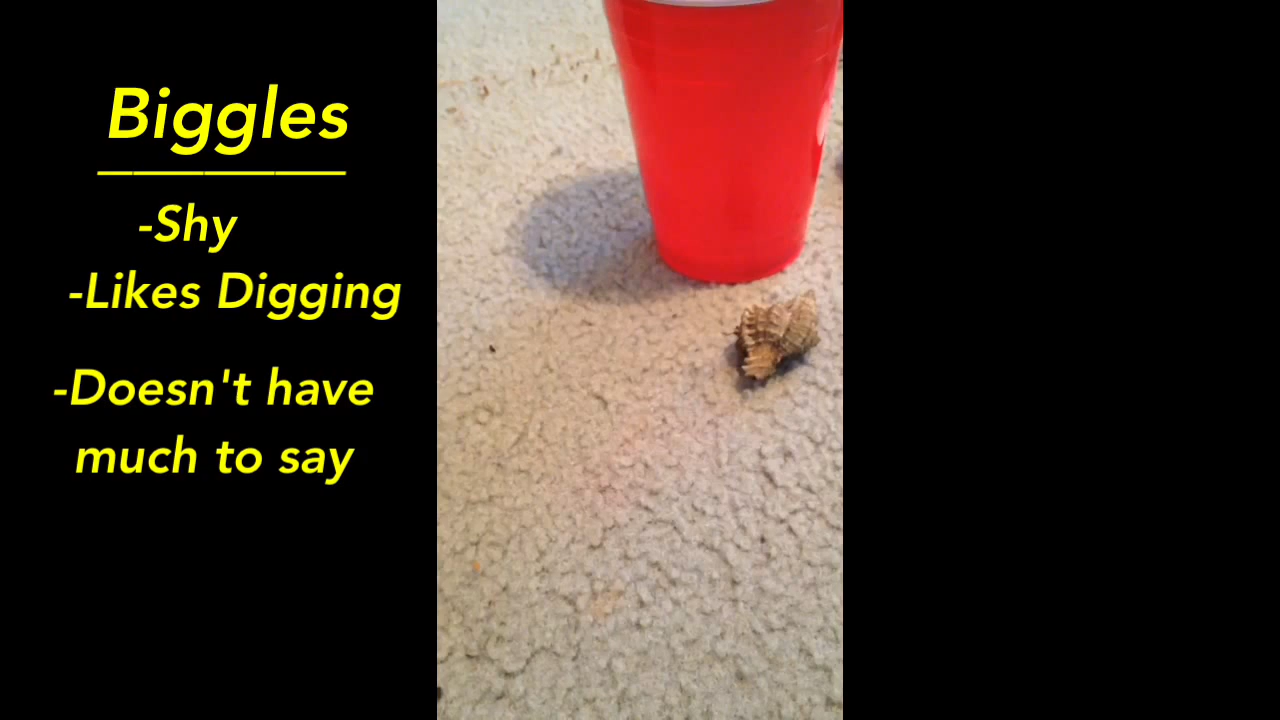 Biggles
-Shy
-Likes Digging
-Doesn't have
much to say